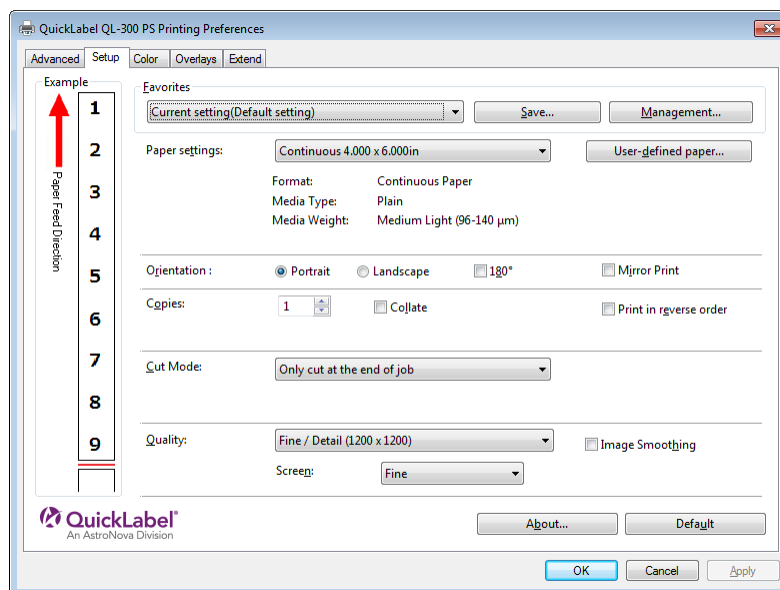 QuickLabel QL-300 PS Printing Preferences
Advanced Setup Color Overlays Extend
Example
Paper Feed Direction
1
2
3
4
5
6
7
8
9
Favorites
Current setting(Default setting) Save... Management...
Paper settings: Continuous 4.000 x 6.000in User-defined paper...
Format: Continuous Paper
Media Type: Plain
Media Weight: Medium Light (96-140 µm)
Orientation : Portrait Landscape 180° Mirror Print
Copies: 1 Collate Print in reverse order
Cut Mode: Only cut at the end of job
Quality: Fine / Detail (1200 x 1200) Image Smoothing
Screen: Fine
QuickLabel®
An AstroNova Division
About... Default
OK Cancel Apply